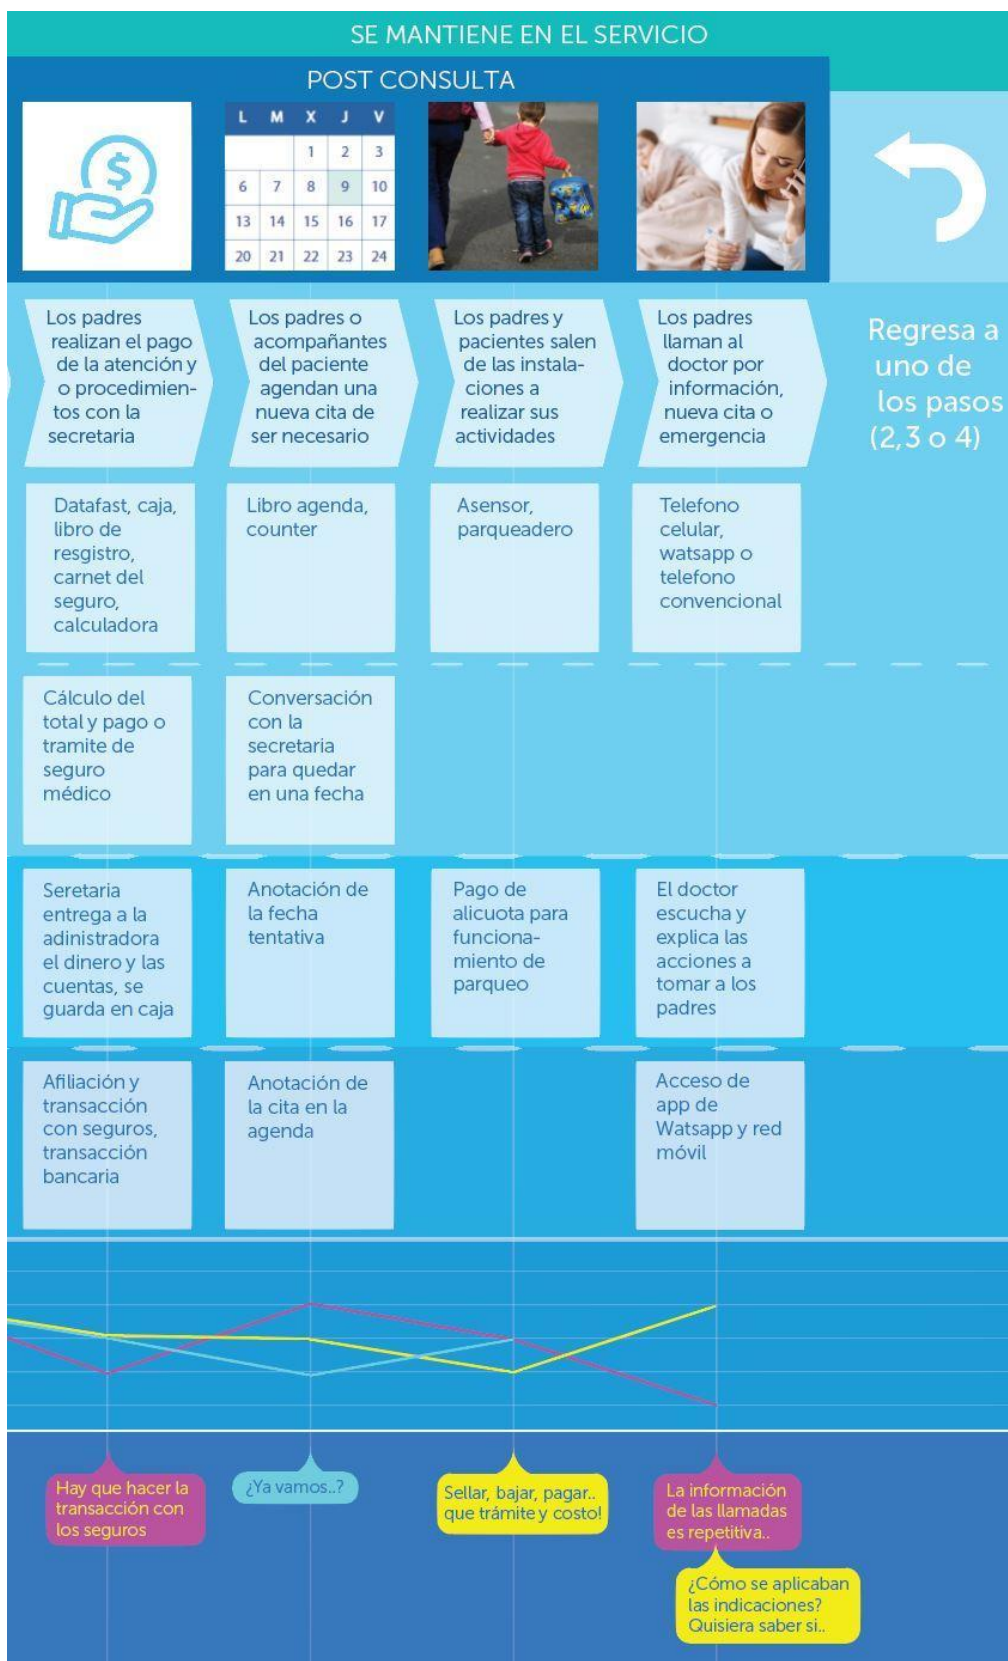 SE MANTIENE EN EL SERVICIO
POST CONSULTA
$
L M X J V
1 2 3
6 7 8 9 10
13 14 15 16 17
20 21 22 23 24
Los padres
realizan el pago
de la atención y
o procedimien-
tos con la
secretaria
Los padres o
acompañantes
del paciente
agendan una
nueva cita de
ser necesario
Los padres y
pacientes salen
de las instala-
ciones a
realizar sus
actividades
Los padres
llaman al
doctor por
información,
nueva cita o
emergencia
Regresa a
uno de
los pasos
(2,3 o 4)
Datafast, caja,
libro de
resgistro,
carnet del
seguro,
calculadora
Libro agenda,
counter
Asensor,
parqueadero
Telefono
celular,
watsapp o
telefono
convencional
Cálculo del
total y pago o
tramite de
seguro
médico
Conversación
con la
secretaria
para quedar
en una fecha
Seretaria
entrega a la
adinistradora
el dinero y las
cuentas, se
guarda en caja
Anotación de
la fecha
tentativa
Pago de
alicuota para
funciona-
miento de
parqueo
El doctor
escucha y
explica las
acciones a
tomar a los
padres
Afiliación y
transacción
con seguros,
transacción
bancaria
Anotación de
la cita en la
agenda
Acceso de
app de
Watsapp y red
móvil
Hay que hacer la
transacción con
los seguros
¿Ya vamos..?
Sellar, bajar, pagar..
que trámite y costo!
La información
de las llamadas
es repetitiva..
¿Cómo se aplicaban
las indicaciones?
Quisiera saber si..